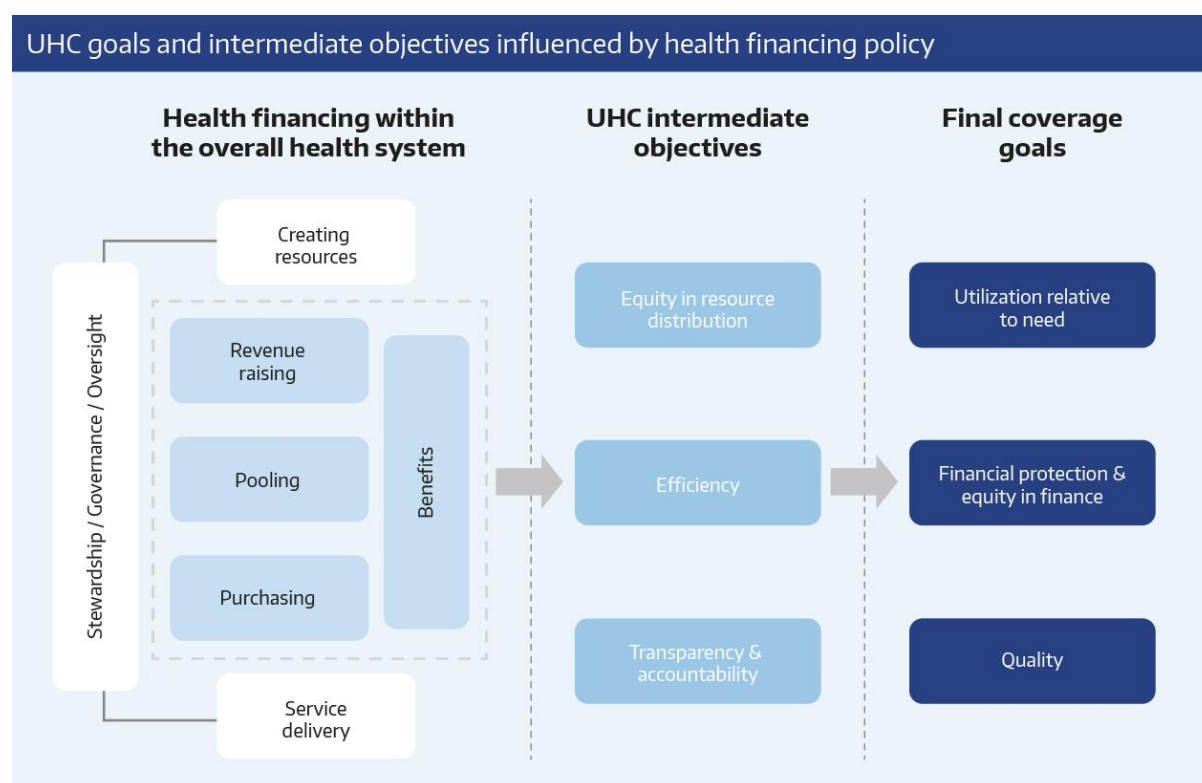 UHC goals and intermediate objectives influenced by health financing policy
Health financing within
the overall health system
UHC intermediate
objectives
Final coverage
goals
Stewardship / Governance / Oversight
Creating
resources
Revenue
raising
Pooling
Purchasing
Benefits
Service
delivery
Equity in resource
distribution
Efficiency
Transparency &
accountability
Utilization relative
to need
Financial protection &
equity in finance
Quality